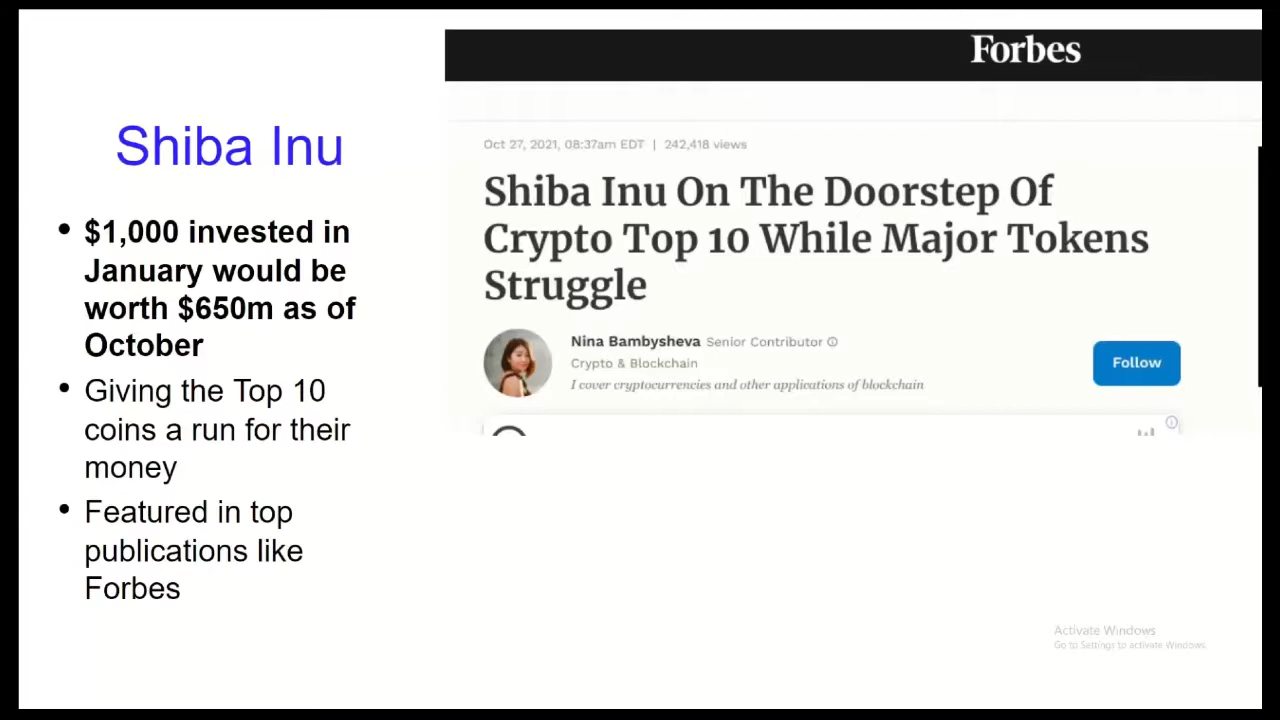 Shiba Inu
• $1,000 invested in
January would be
worth $650m as of
October
• Giving the Top 10
coins a run for their
money
• Featured in top
publications like
Forbes
Forbes
Oct 27, 2021, 08:37am EDT | 242,418 views
Shiba Inu On The Doorstep Of
Crypto Top 10 While Major Tokens
Struggle
Nina Bambysheva Senior Contributor
Crypto & Blockchain
I cover cryptocurrencies and other applications of blockchain
Follow
Activate Windows
Go to Settings to activate Windows.